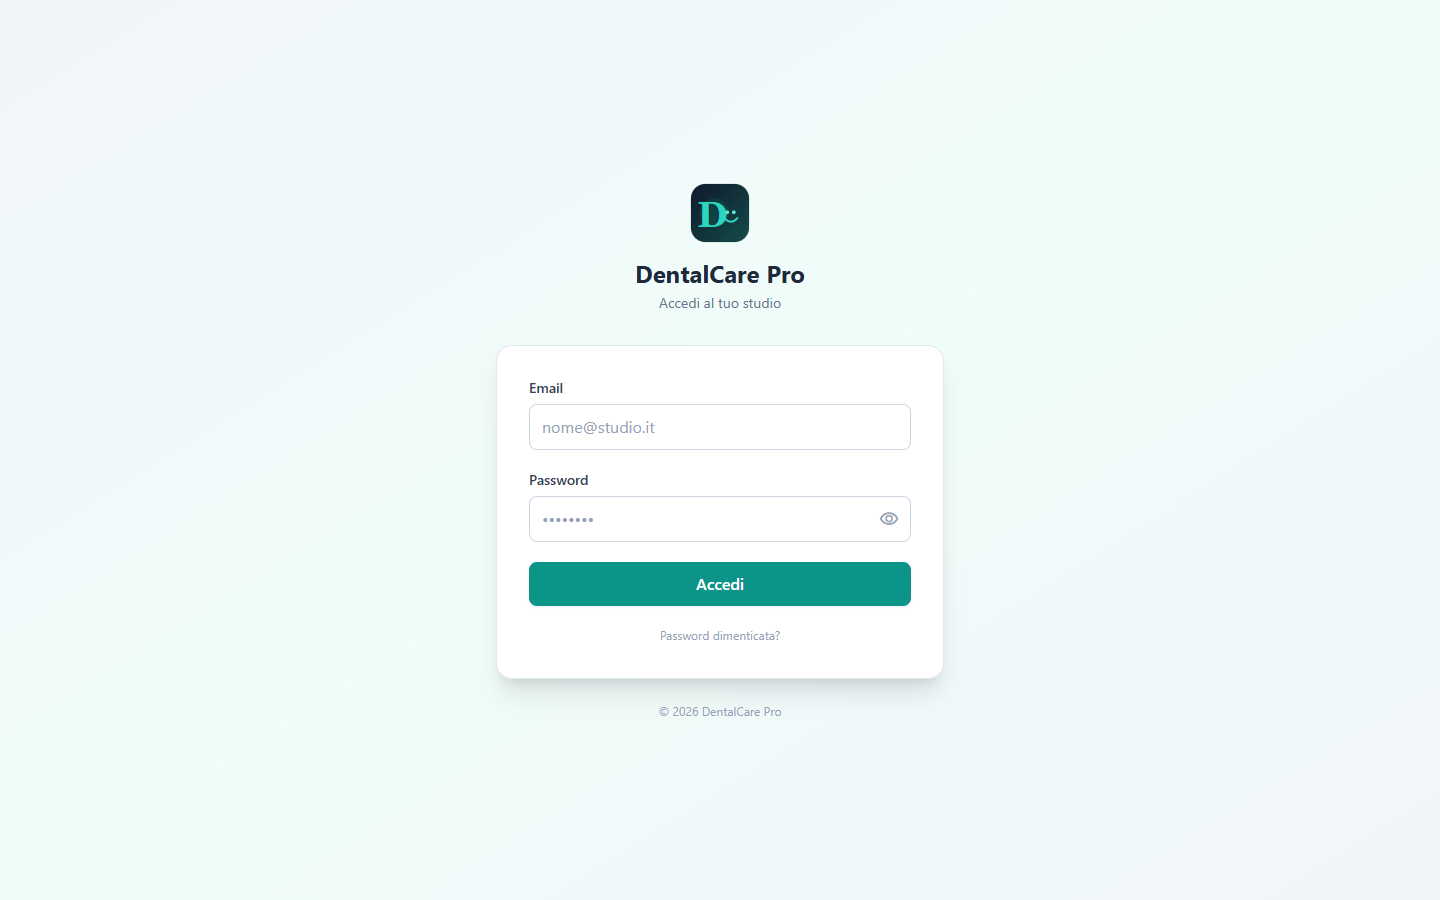 D
DentalCare Pro
Accedi al tuo studio
Email
nome@studio.it
Password
••••••••
Accedi
Password dimenticata?
© 2026 DentalCare Pro